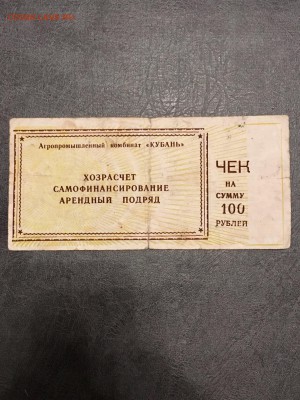 Агропромышленный комбинат «КУБАНЬ»
ХОЗРАСЧЕТ
САМОФИНАНСИРОВАНИЕ
АРЕНДНЫЙ ПОДРЯД
ЧЕК
НА
СУММУ
100
РУБЛЕЙ